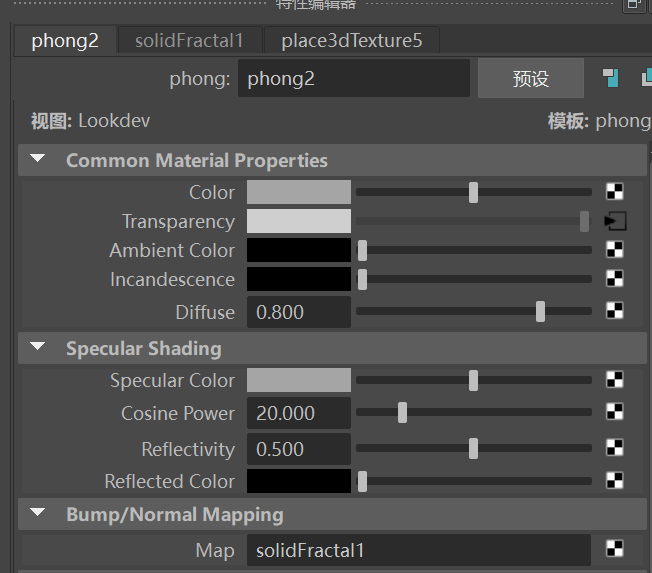 特性编辑器
phong2 solidFractal1 place3dTexture5
phong: phong2 预设
视图: Lookdev 模板: phong
Common Material Properties
Color
Transparency
Ambient Color
Incandescence
Diffuse 0.800
Specular Shading
Specular Color
Cosine Power 20.000
Reflectivity 0.500
Reflected Color
Bump/Normal Mapping
Map solidFractal1